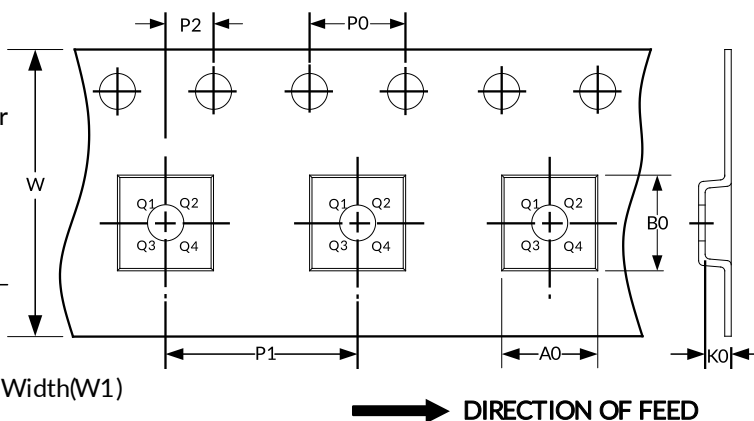 P2
P0
r
W
Q1 Q2
Q3 Q4
Q1 Q2
Q3 Q4
Q1 Q2
Q3 Q4
B0
P1
A0
K0
Width(W1)
DIRECTION OF FEED